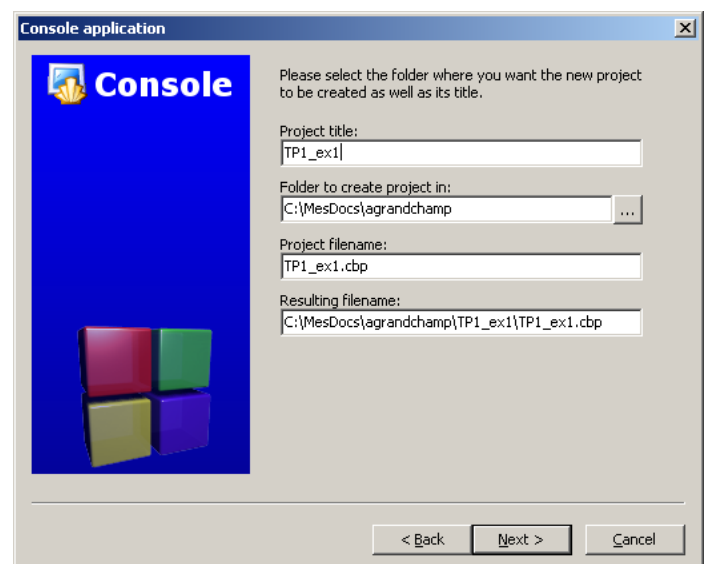 Console application
Console
Please select the folder where you want the new project
to be created as well as its title.
Project title:
TP1_ex1
Folder to create project in:
C:\MesDocs\agrandchamp
...
Project filename:
TP1_ex1.cbp
Resulting filename:
C:\MesDocs\agrandchamp\TP1_ex1\TP1_ex1.cbp
< Back
Next >
Cancel